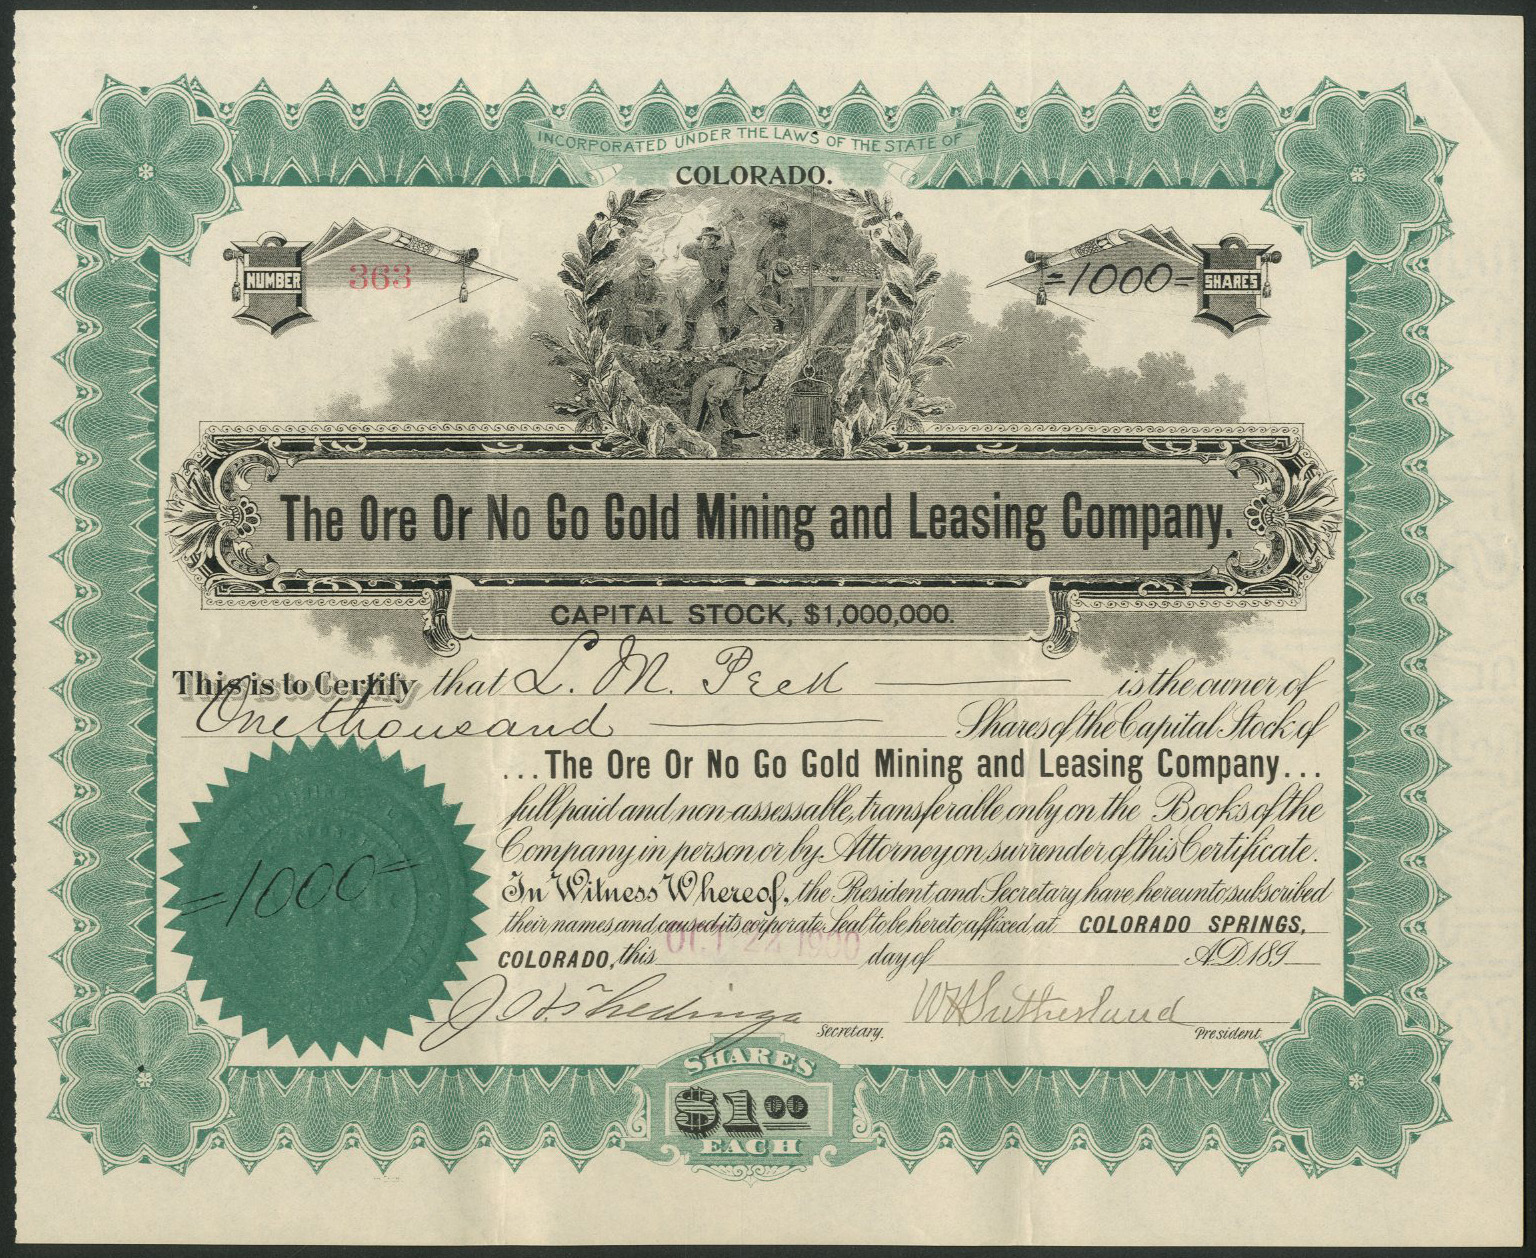 INCORPORATED UNDER THE LAWS OF THE STATE OF
COLORADO.
NUMBER 363
=1000= SHARES
The Ore Or No Go Gold Mining and Leasing Company.
CAPITAL STOCK, $1,000,000.
This is to Certify that L. M. Peck is the owner of
One thousand Shares of the Capital Stock of
...The Ore Or No Go Gold Mining and Leasing Company...
full paid and non-assessable, transferable only on the Books of the
Company in person or by Attorney on surrender of this Certificate.
In Witness Whereof, the President and Secretary have hereunto subscribed
their names and caused its corporate Seal to be hereto affixed at COLORADO SPRINGS,
COLORADO, this OCT 22 1900 day of A.D. 189
=1000=
W H Sutherland
Secretary. President.
SHARES
$1.00
EACH